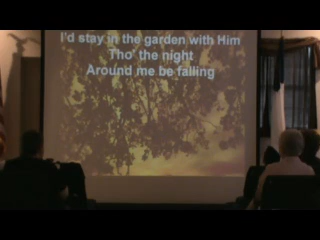 I'd stay in the garden with Him
Tho' the night
Around me be falling